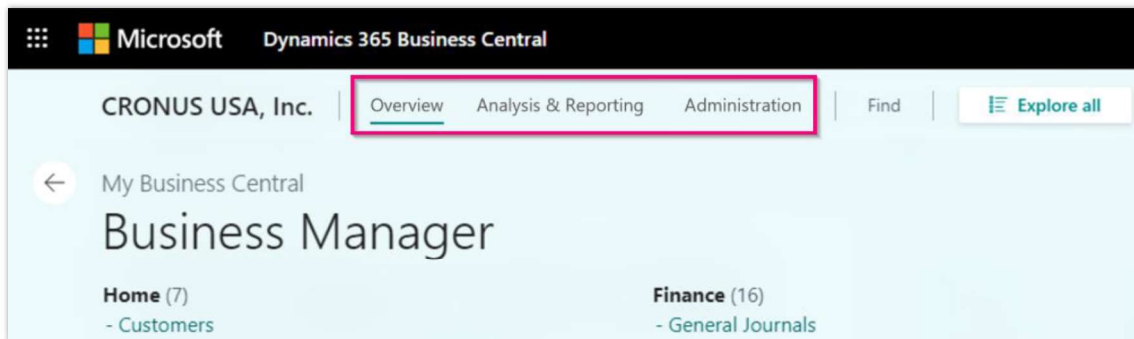 Microsoft Dynamics 365 Business Central
CRONUS USA, Inc. Overview Analysis & Reporting Administration Find Explore all
My Business Central
Business Manager
Home (7) Finance (16)
- Customers - General Journals